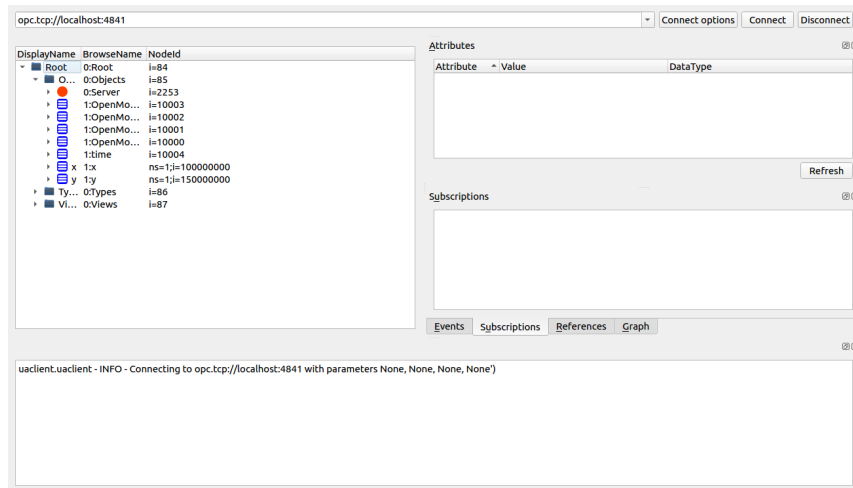 opc.tcp://localhost:4841
Connect options
Connect
Disconnect
DisplayName BrowseName NodeId
Root 0:Root i=84
O... 0:Objects i=85
0:Server i=2253
1:OpenMo... i=10003
1:OpenMo... i=10002
1:OpenMo... i=10001
1:OpenMo... i=10000
1:time i=10004
x 1:x ns=1;i=100000000
y 1:y ns=1;i=150000000
Ty... 0:Types i=86
Vi... 0:Views i=87
Attributes
Attribute Value DataType
Refresh
Subscriptions
Events Subscriptions References Graph
uaclient.uaclient - INFO - Connecting to opc.tcp://localhost:4841 with parameters None, None, None, None')